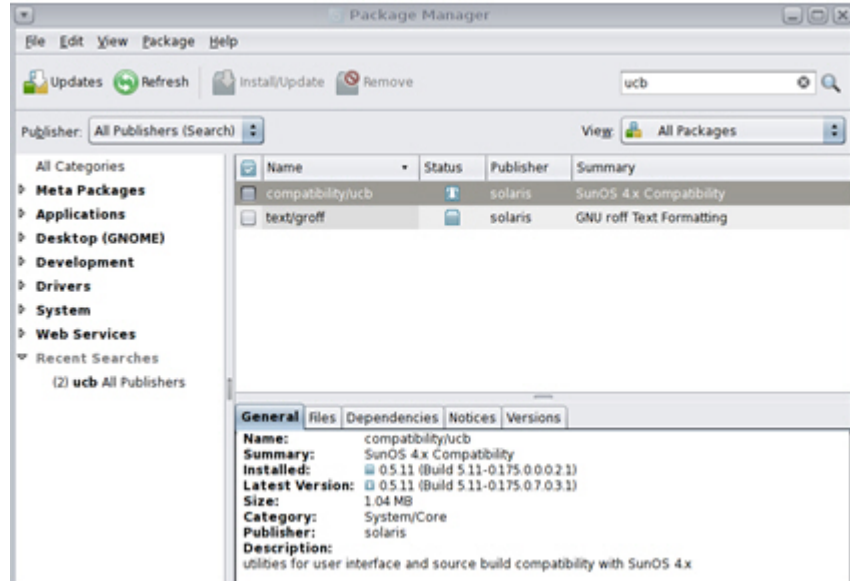 Package Manager
File Edit View Package Help
Updates Refresh Install/Update Remove ucb
Publisher: All Publishers (Search) View: All Packages
All Categories
Meta Packages
Applications
Desktop (GNOME)
Development
Drivers
System
Web Services
Recent Searches
(2) ucb All Publishers
Name Status Publisher Summary
compatibility/ucb solaris SunOS 4.x Compatibility
text/groff solaris GNU roff Text Formatting
General Files Dependencies Notices Versions
Name: compatibility/ucb
Summary: SunOS 4.x Compatibility
Installed: 0.5.11 (Build 5.11-0.175.0.0.0.2.1)
Latest Version: 0.5.11 (Build 5.11-0.175.0.7.0.3.1)
Size: 1.04 MB
Category: System/Core
Publisher: solaris
Description:
utilities for user interface and source build compatibility with SunOS 4.x